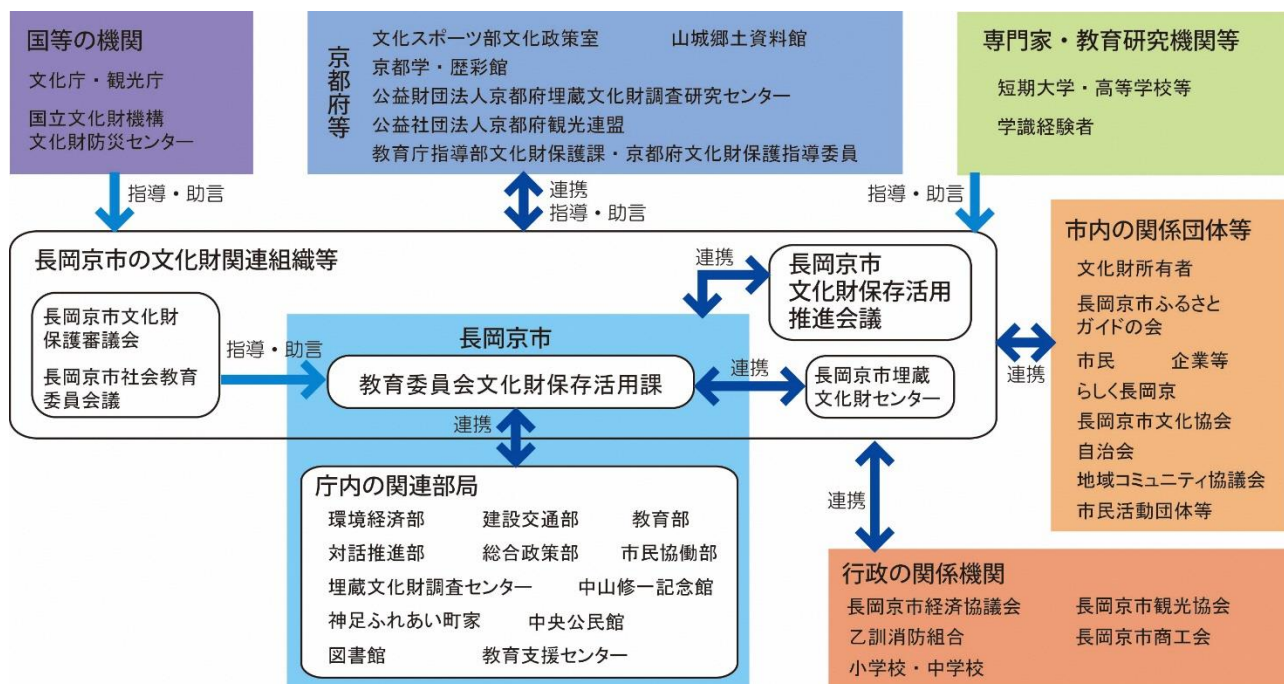 国等の機関
文化庁・観光庁
国立文化財機構
文化財防災センター
京都府等
文化スポーツ部文化政策室 山城郷土資料館
京都学・歴彩館
公益財団法人京都府埋蔵文化財調査研究センター
公益社団法人京都府観光連盟
教育庁指導部文化財保護課・京都府文化財保護指導委員
専門家・教育研究機関等
短期大学・高等学校等
学識経験者
指導・助言
連携
指導・助言
指導・助言
長岡京市の文化財関連組織等
長岡京市文化財
保護審議会
長岡京市社会教育
委員会議
指導・助言
長岡京市
教育委員会文化財保存活用課
連携
長岡京市
文化財保存活用
推進会議
連携
長岡京市埋蔵
文化財センター
連携
庁内の関連部局
環境経済部 建設交通部 教育部
対話推進部 総合政策部 市民協働部
埋蔵文化財調査センター 中山修一記念館
神足ふれあい町家 中央公民館
図書館 教育支援センター
連携
市内の関係団体等
文化財所有者
長岡京市ふるさと
ガイドの会
市民 企業等
らしく長岡京
長岡京市文化協会
自治会
地域コミュニティ協議会
市民活動団体等
連携
行政の関係機関
長岡京市経済協議会 長岡京市観光協会
乙訓消防組合 長岡京市商工会
小学校・中学校